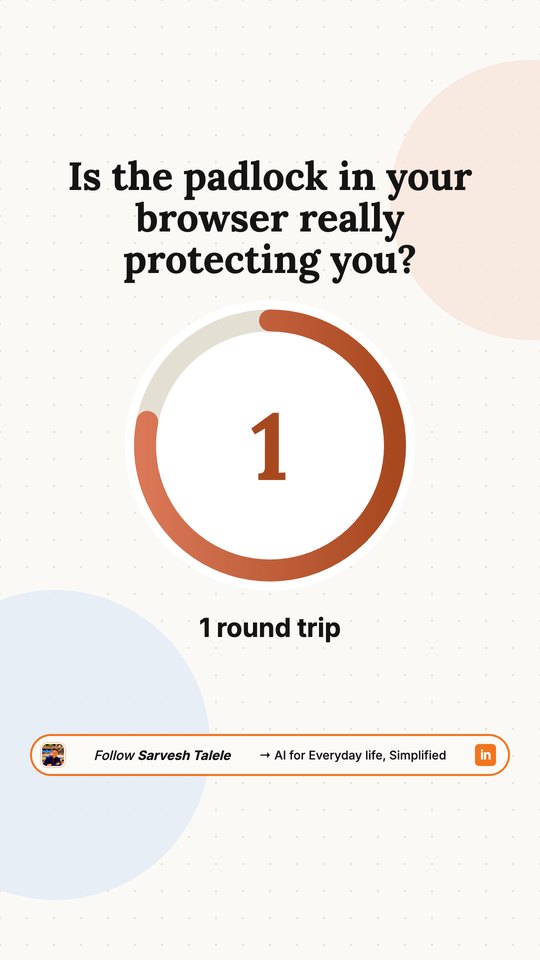 Is the padlock in your
browser really
protecting you?
1
1 round trip
Follow Sarvesh Talele → AI for Everyday life, Simplified in